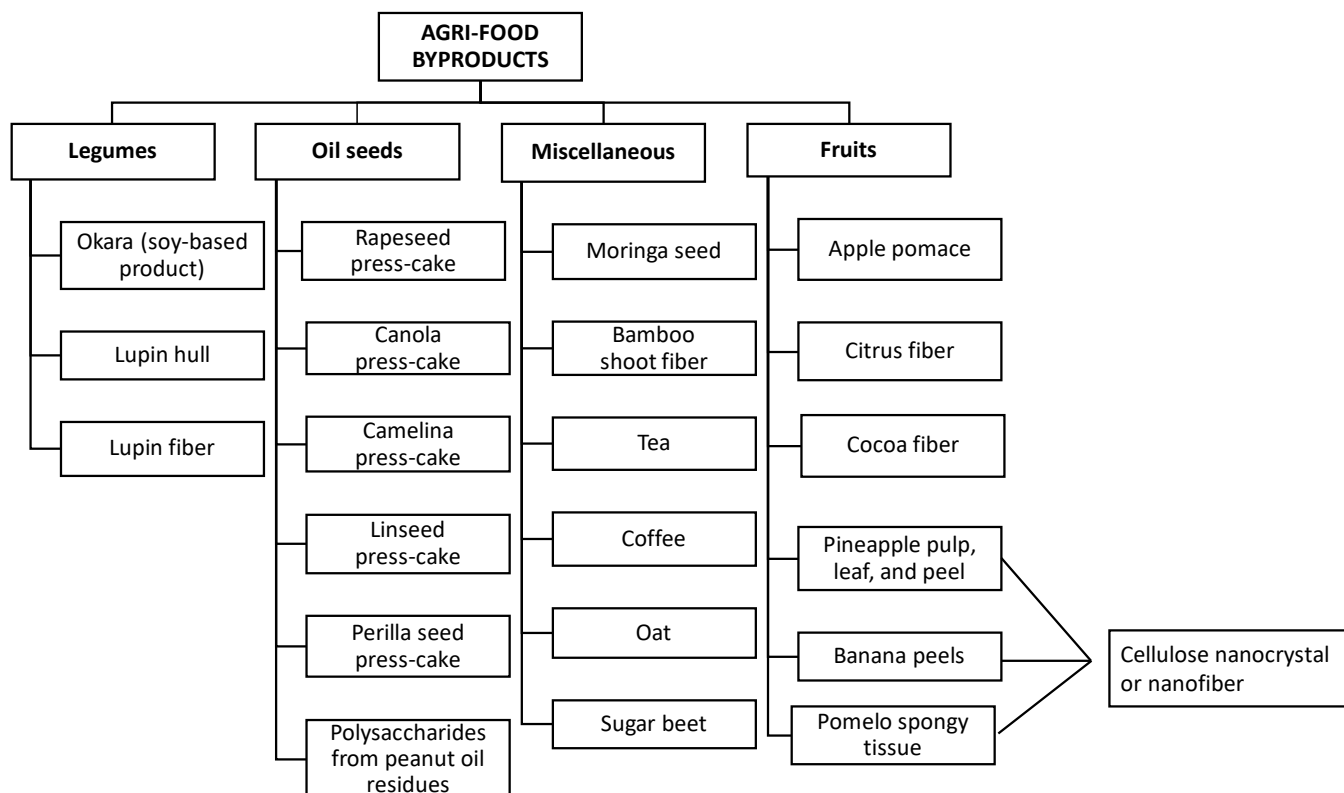 AGRI-FOOD
BYPRODUCTS
Legumes
Oil seeds
Miscellaneous
Fruits
Okara (soy-based
product)
Lupin hull
Lupin fiber
Rapeseed
press-cake
Canola
press-cake
Camelina
press-cake
Linseed
press-cake
Perilla seed
press-cake
Polysaccharides
from peanut oil
residues
Moringa seed
Bamboo
shoot fiber
Tea
Coffee
Oat
Sugar beet
Apple pomace
Citrus fiber
Cocoa fiber
Pineapple pulp,
leaf, and peel
Banana peels
Pomelo spongy
tissue
Cellulose nanocrystal
or nanofiber